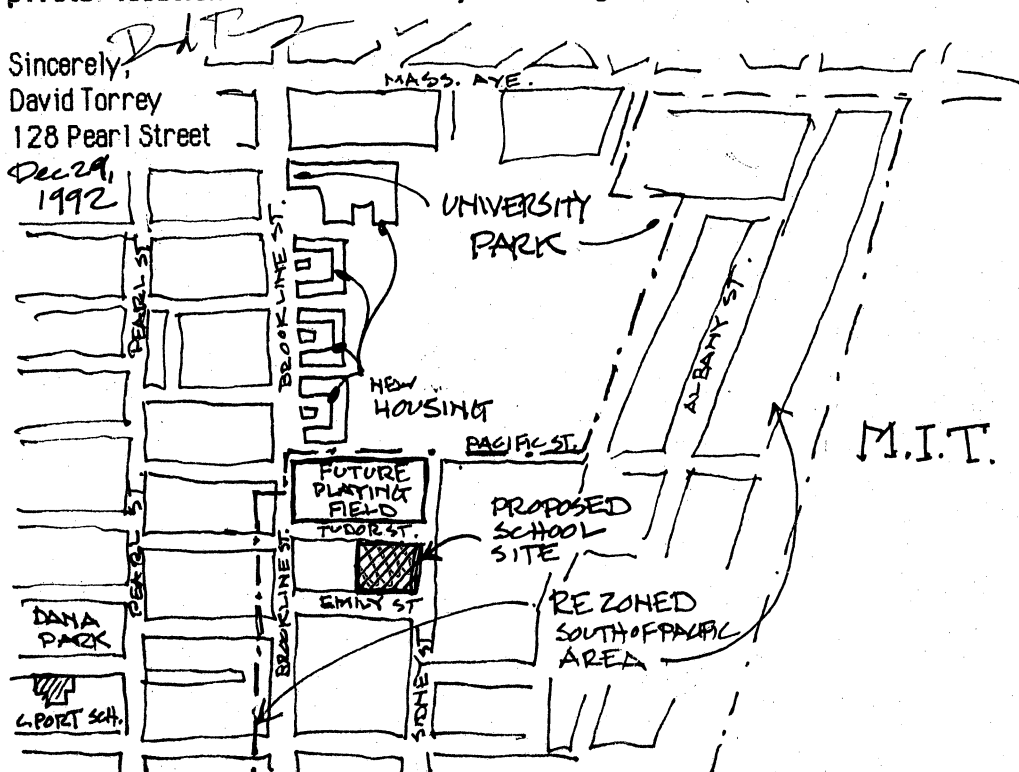 Sincerely,
David Torrey
128 Pearl Street
Dec 29,
1992
MASS. AVE.
UNIVERSITY
PARK
PEARL ST
BROOKLINE ST.
ALBANY ST.
NEW
HOUSING
M.I.T.
PACIFIC ST.
FUTURE
PLAYING
FIELD
TUDOR ST.
PROPOSED
SCHOOL
SITE
PEARL ST
BROOKLINE ST.
EMILY ST
DANA
PARK
REZONED
SOUTH OF PACIFIC
AREA
SIDNEY ST
C.PORT SCH.